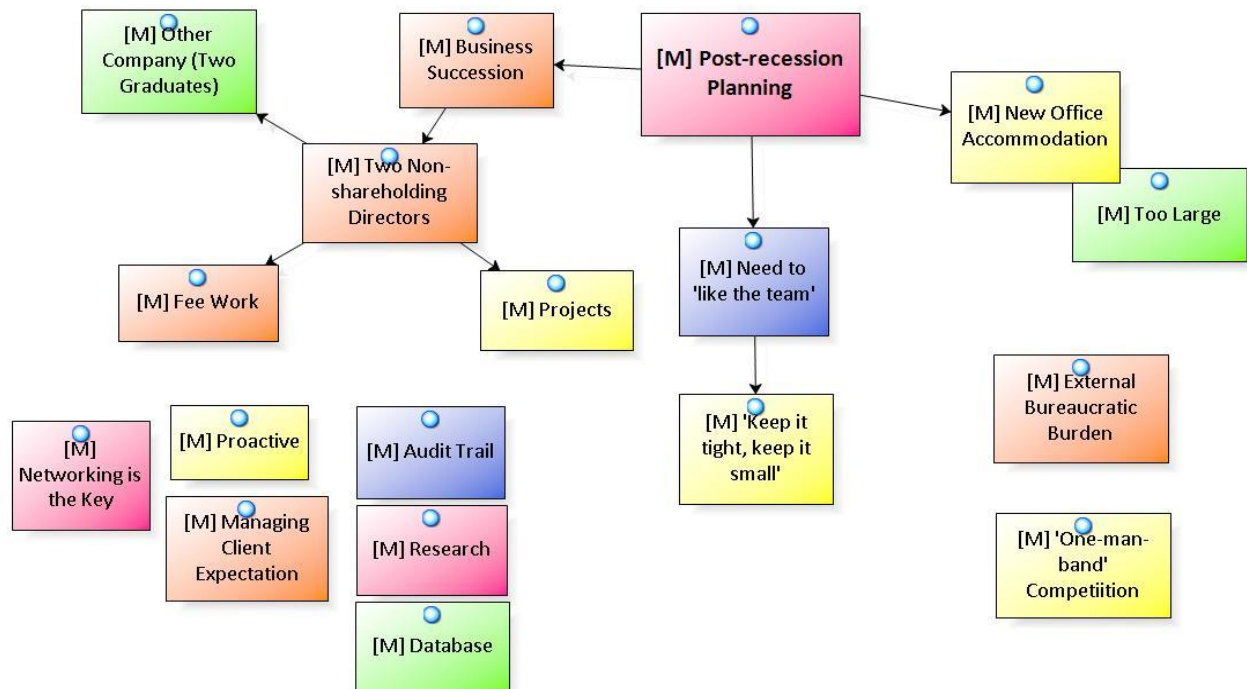 [M] Other
Company (Two
Graduates)
[M] Business
Succession
[M] Post-recession
Planning
[M] New Office
Accommodation
[M] Too Large
[M] Two Non-
shareholding
Directors
[M] Need to
'like the team'
[M] Fee Work
[M] Projects
[M] External
Bureaucratic
Burden
[M] 'Keep it
tight, keep it
small'
[M]
Networking is
the Key
[M] Proactive
[M] Audit Trail
[M] Managing
Client
Expectation
[M] Research
[M] 'One-man-
band'
Competiition
[M] Database